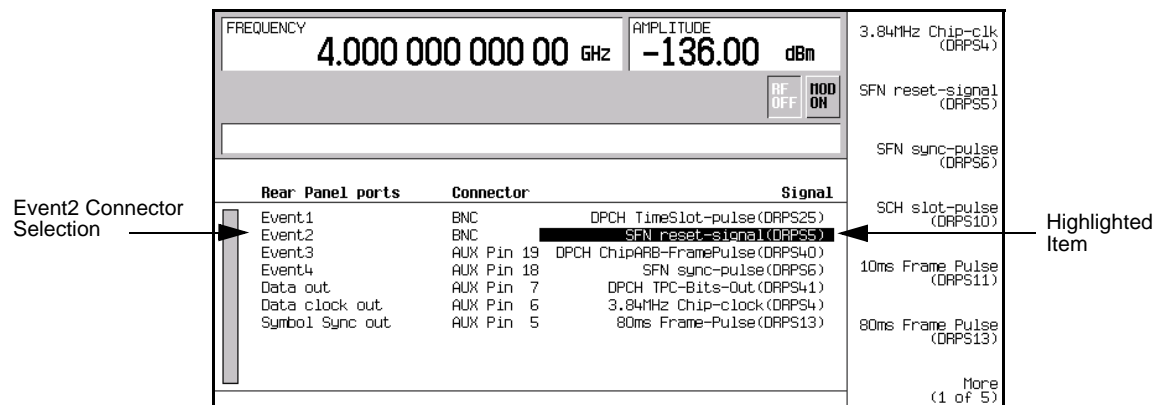 FREQUENCY
4.000 000 000 00 GHz
AMPLITUDE
-136.00 dBm
RF OFF
MOD ON
Rear Panel ports Connector Signal
Event1 BNC DPCH TimeSlot-pulse(DRPS25)
Event2 BNC SFN reset-signal(DRPS5)
Event3 AUX Pin 19 DPCH ChipARB-FramePulse(DRPS40)
Event4 AUX Pin 18 SFN sync-pulse(DRPS6)
Data out AUX Pin 7 DPCH TPC-Bits-Out(DRPS41)
Data clock out AUX Pin 6 3.84MHz Chip-clock(DRPS4)
Symbol Sync out AUX Pin 5 80ms Frame-Pulse(DRPS13)
3.84MHz Chip-clk
(DRPS4)
SFN reset-signal
(DRPS5)
SFN sync-pulse
(DRPS6)
SCH slot-pulse
(DRPS10)
10ms Frame Pulse
(DRPS11)
80ms Frame Pulse
(DRPS13)
More
(1 of 5)
Event2 Connector
Selection
Highlighted
Item